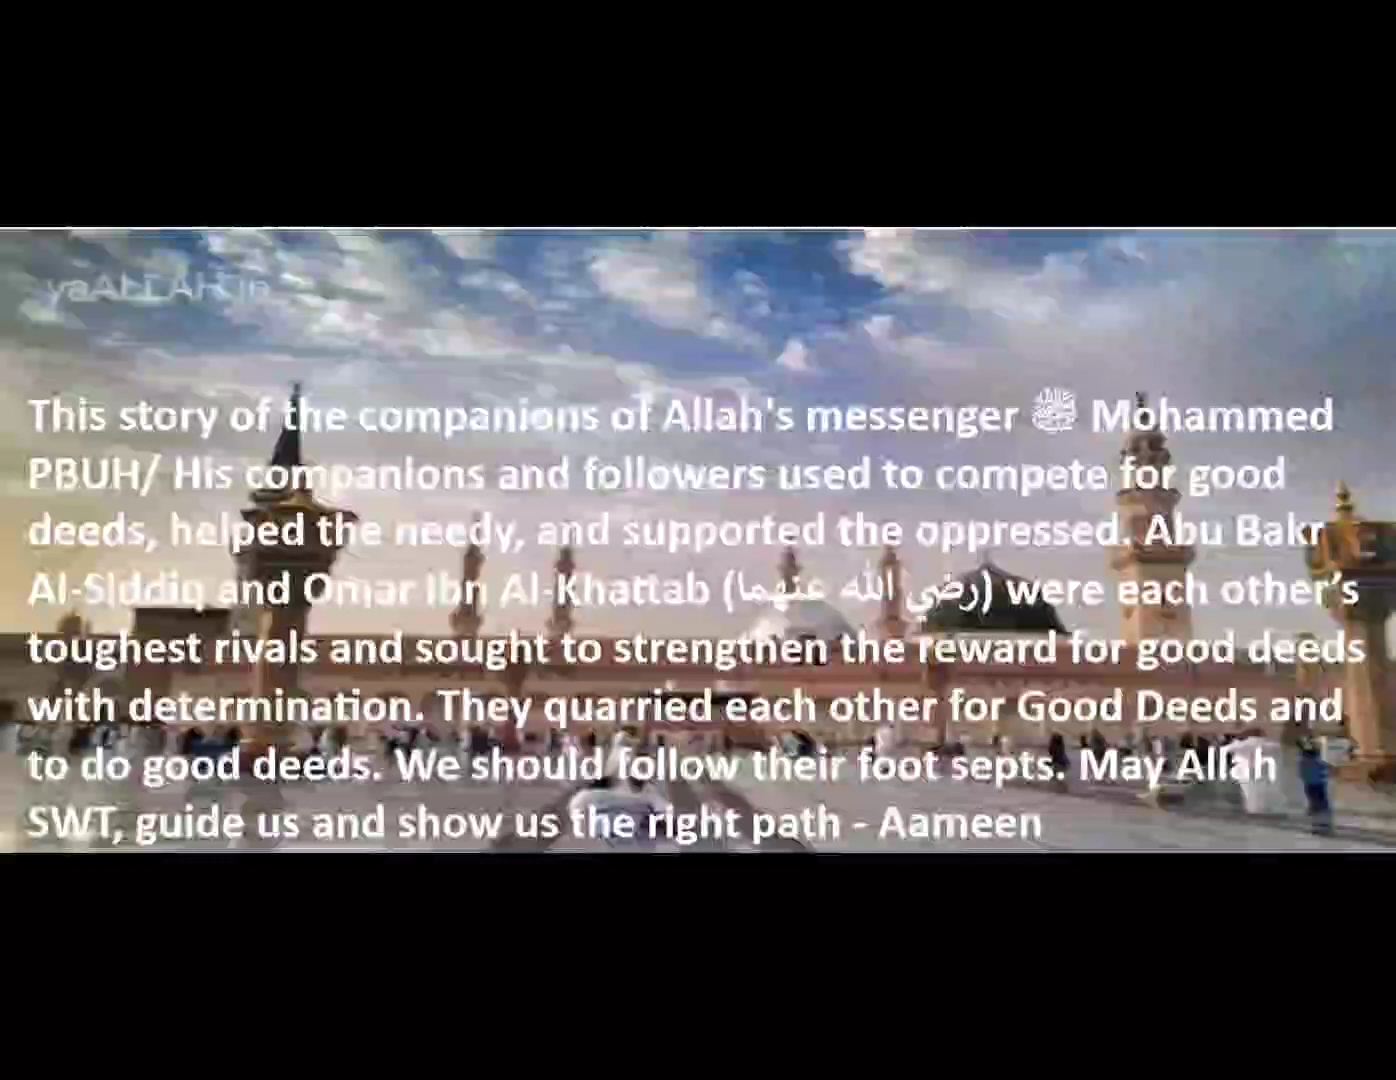 yaALLAH.in
This story of the companions of Allah's messenger ﷺ Mohammed
PBUH/ His companions and followers used to compete for good
deeds, helped the needy, and supported the oppressed. Abu Bakr
Al-Siddiq and Omar Ibn Al-Khattab (رضي الله عنهما) were each other’s
toughest rivals and sought to strengthen the reward for good deeds
with determination. They quarried each other for Good Deeds and
to do good deeds. We should follow their foot septs. May Allah
SWT, guide us and show us the right path - Aameen